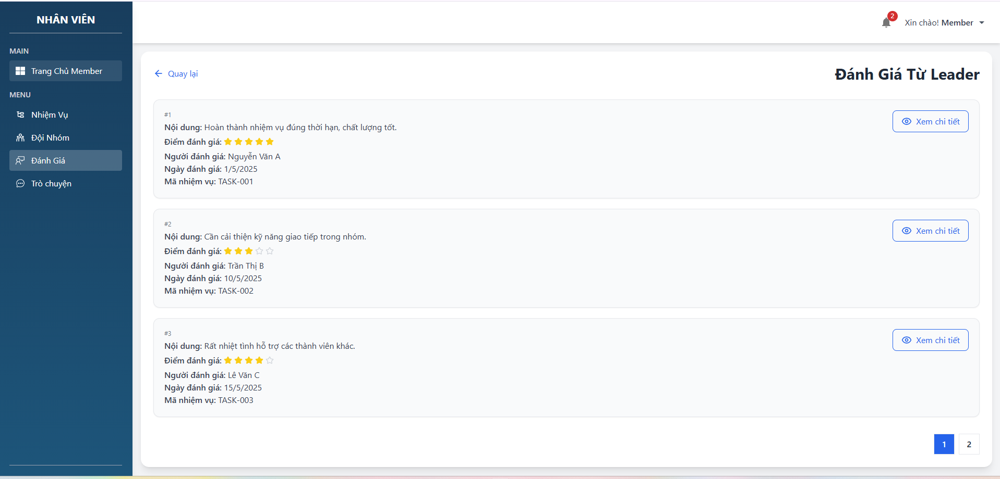 NHÂN VIÊN
MAIN
Trang Chủ Member
MENU
Nhiệm Vụ
Đội Nhóm
Đánh Giá
Trò chuyện
2
Xin chào! Member
Quay lại
Đánh Giá Từ Leader
#1
Nội dung: Hoàn thành nhiệm vụ đúng thời hạn, chất lượng tốt.
Điểm đánh giá:
Người đánh giá: Nguyễn Văn A
Ngày đánh giá: 1/5/2025
Mã nhiệm vụ: TASK-001
Xem chi tiết
#2
Nội dung: Cần cải thiện kỹ năng giao tiếp trong nhóm.
Điểm đánh giá:
Người đánh giá: Trần Thị B
Ngày đánh giá: 10/5/2025
Mã nhiệm vụ: TASK-002
Xem chi tiết
#3
Nội dung: Rất nhiệt tình hỗ trợ các thành viên khác.
Điểm đánh giá:
Người đánh giá: Lê Văn C
Ngày đánh giá: 15/5/2025
Mã nhiệm vụ: TASK-003
Xem chi tiết
1 2